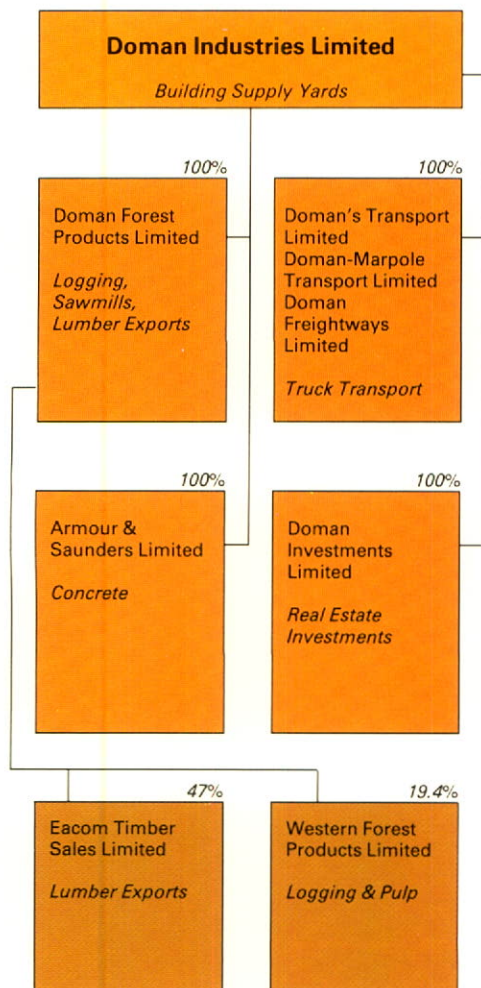 Doman Industries Limited
Building Supply Yards
100%
Doman Forest
Products Limited
Logging,
Sawmills,
Lumber Exports
100%
Doman's Transport
Limited
Doman-Marpole
Transport Limited
Doman
Freightways
Limited
Truck Transport
100%
Armour &
Saunders Limited
Concrete
100%
Doman
Investments
Limited
Real Estate
Investments
47%
Eacom Timber
Sales Limited
Lumber Exports
19.4%
Western Forest
Products Limited
Logging & Pulp